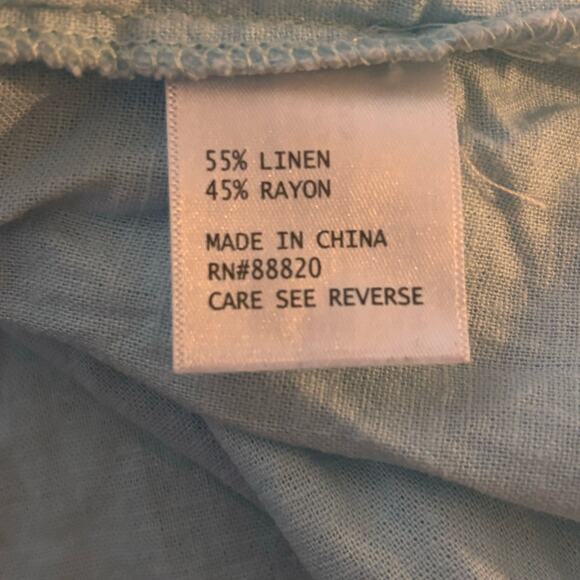 55% LINEN
45% RAYON
MADE IN CHINA
RN#88820
CARE SEE REVERSE